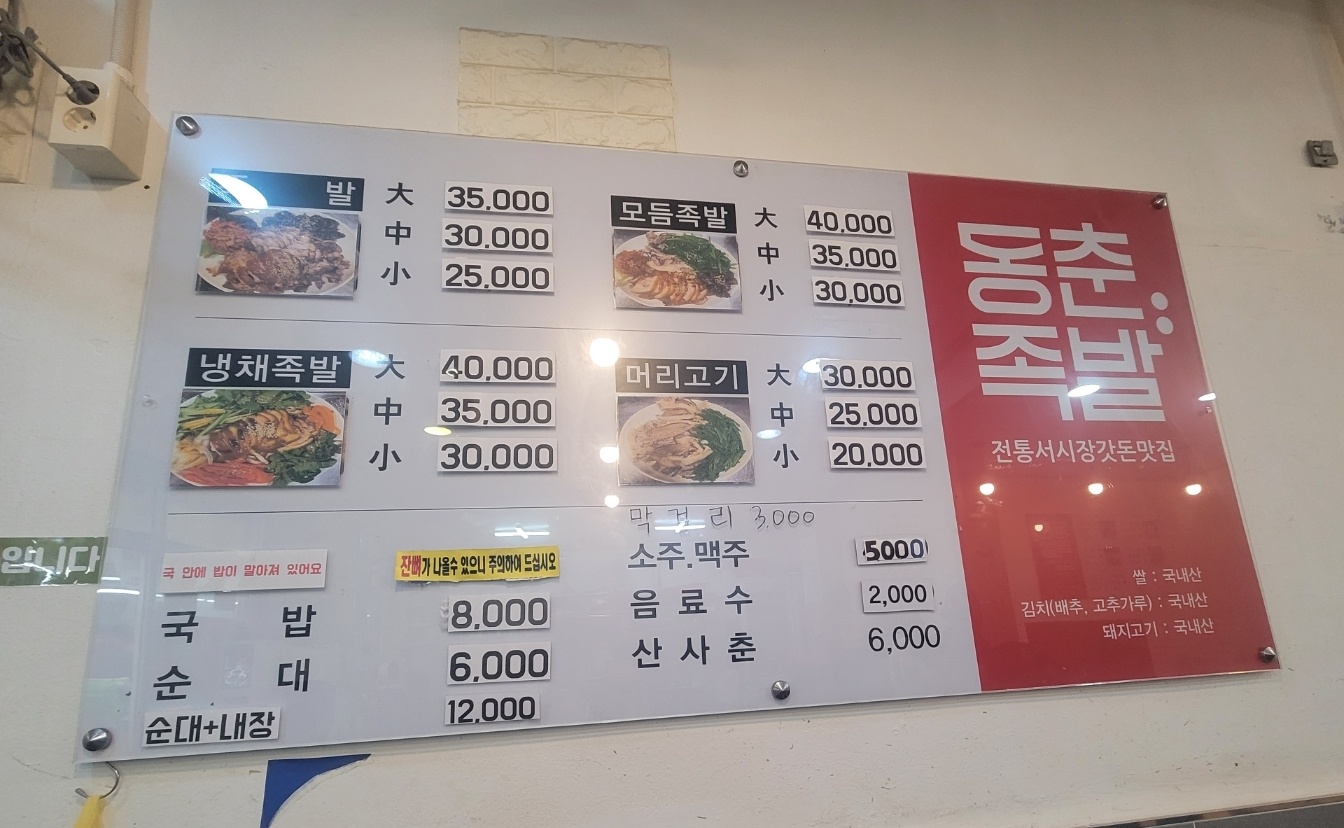 발 大 35,000
中 30,000
小 25,000
모듬족발 大 40,000
中 35,000
小 30,000
냉채족발 大 40,000
中 35,000
小 30,000
머리고기 大 30,000
中 25,000
小 20,000
국 안에 밥이 말아져 있어요
잔뼈가 나올수 있으니 주의하여 드십시오
국밥 8,000
순대 6,000
순대+내장 12,000
막걸리 3,000
소주.맥주 5000
음료수 2,000
산사춘 6,000
동춘
족발
전통서시장갓돈맛집
쌀 : 국내산
김치(배추, 고추가루) : 국내산
돼지고기 : 국내산
입니다